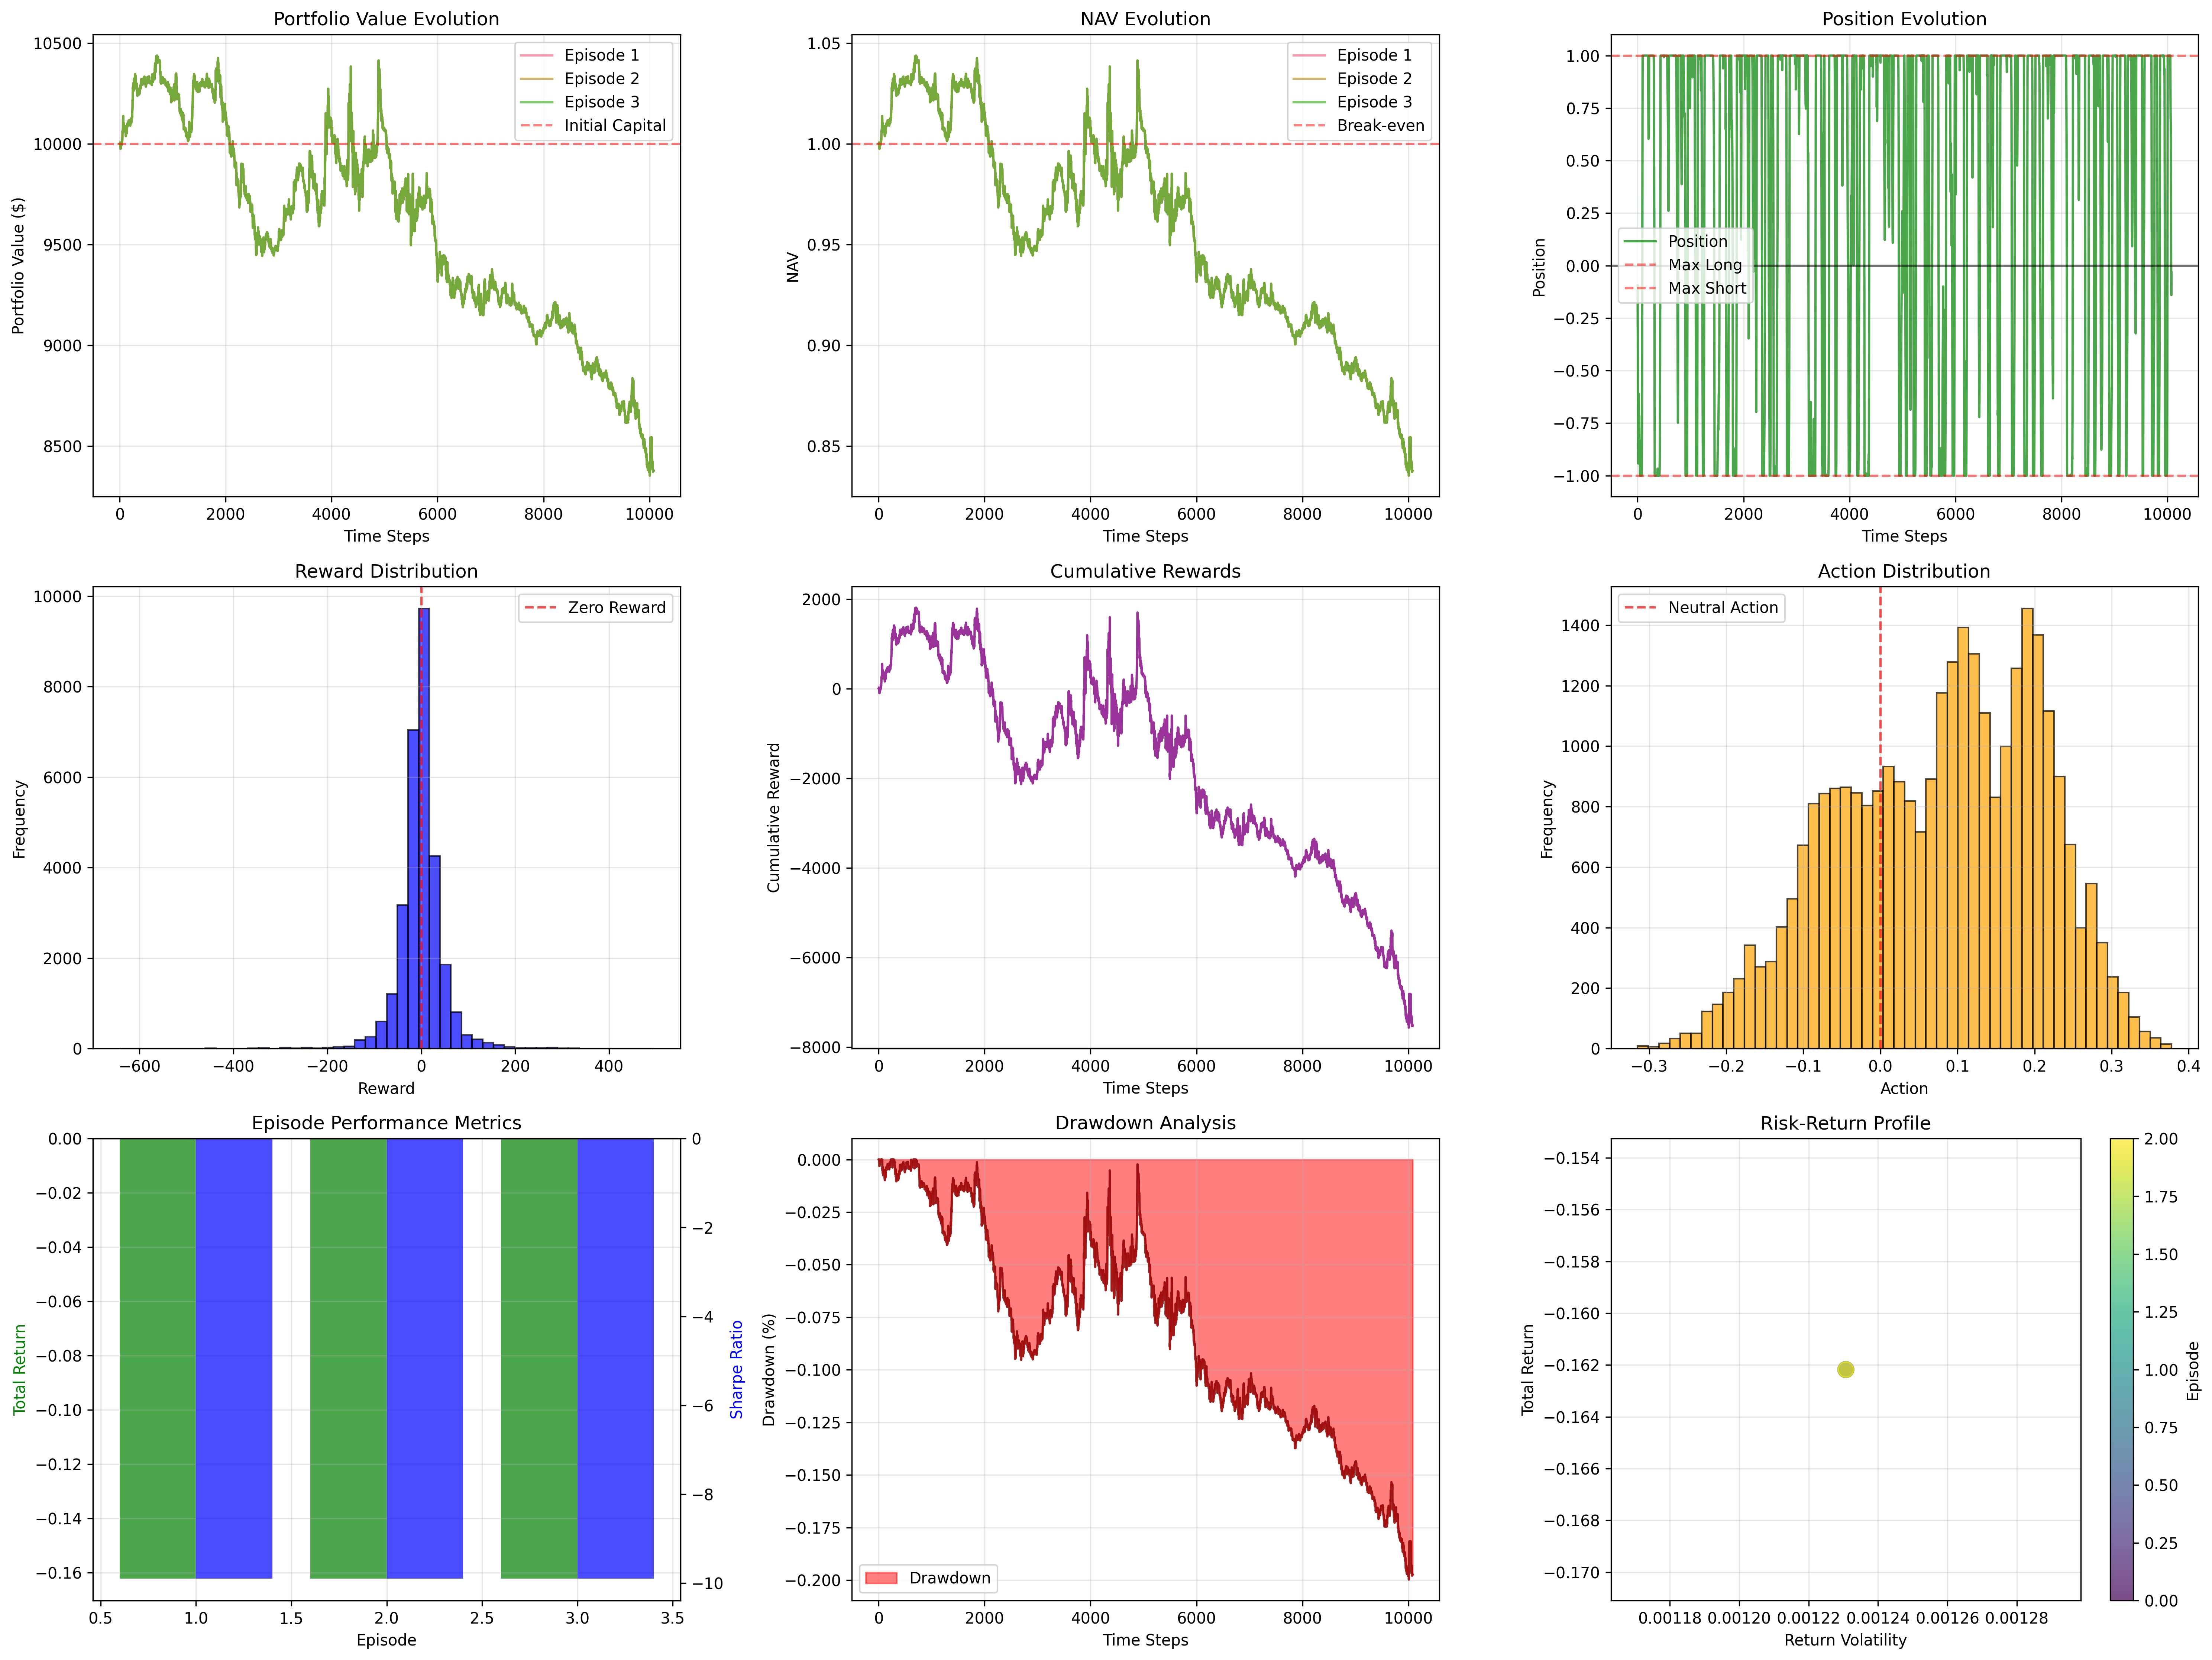 Portfolio Value Evolution
Portfolio Value ($)
10500
10000
9500
9000
8500
0 2000 4000 6000 8000 10000
Time Steps
Episode 1
Episode 2
Episode 3
Initial Capital
NAV Evolution
NAV
1.05
1.00
0.95
0.90
0.85
0 2000 4000 6000 8000 10000
Time Steps
Episode 1
Episode 2
Episode 3
Break-even
Position Evolution
Position
1.00
0.75
0.50
0.25
0.00
−0.25
−0.50
−0.75
−1.00
0 2000 4000 6000 8000 10000
Time Steps
Position
Max Long
Max Short
Reward Distribution
Frequency
10000
8000
6000
4000
2000
0
−600 −400 −200 0 200 400
Reward
Zero Reward
Cumulative Rewards
Cumulative Reward
2000
0
−2000
−4000
−6000
−8000
0 2000 4000 6000 8000 10000
Time Steps
Action Distribution
Frequency
1400
1200
1000
800
600
400
200
0
−0.3 −0.2 −0.1 0.0 0.1 0.2 0.3 0.4
Action
Neutral Action
Episode Performance Metrics
Total Return
0.00
−0.02
−0.04
−0.06
−0.08
−0.10
−0.12
−0.14
−0.16
0.5 1.0 1.5 2.0 2.5 3.0 3.5
Episode
0
−2
−4
−6
−8
−10
Sharpe Ratio
Drawdown Analysis
Drawdown (%)
0.000
−0.025
−0.050
−0.075
−0.100
−0.125
−0.150
−0.175
−0.200
0 2000 4000 6000 8000 10000
Time Steps
Drawdown
Risk-Return Profile
Total Return
−0.154
−0.156
−0.158
−0.160
−0.162
−0.164
−0.166
−0.168
−0.170
0.00118 0.00120 0.00122 0.00124 0.00126 0.00128
Return Volatility
2.00
1.75
1.50
1.25
1.00
0.75
0.50
0.25
0.00
Episode